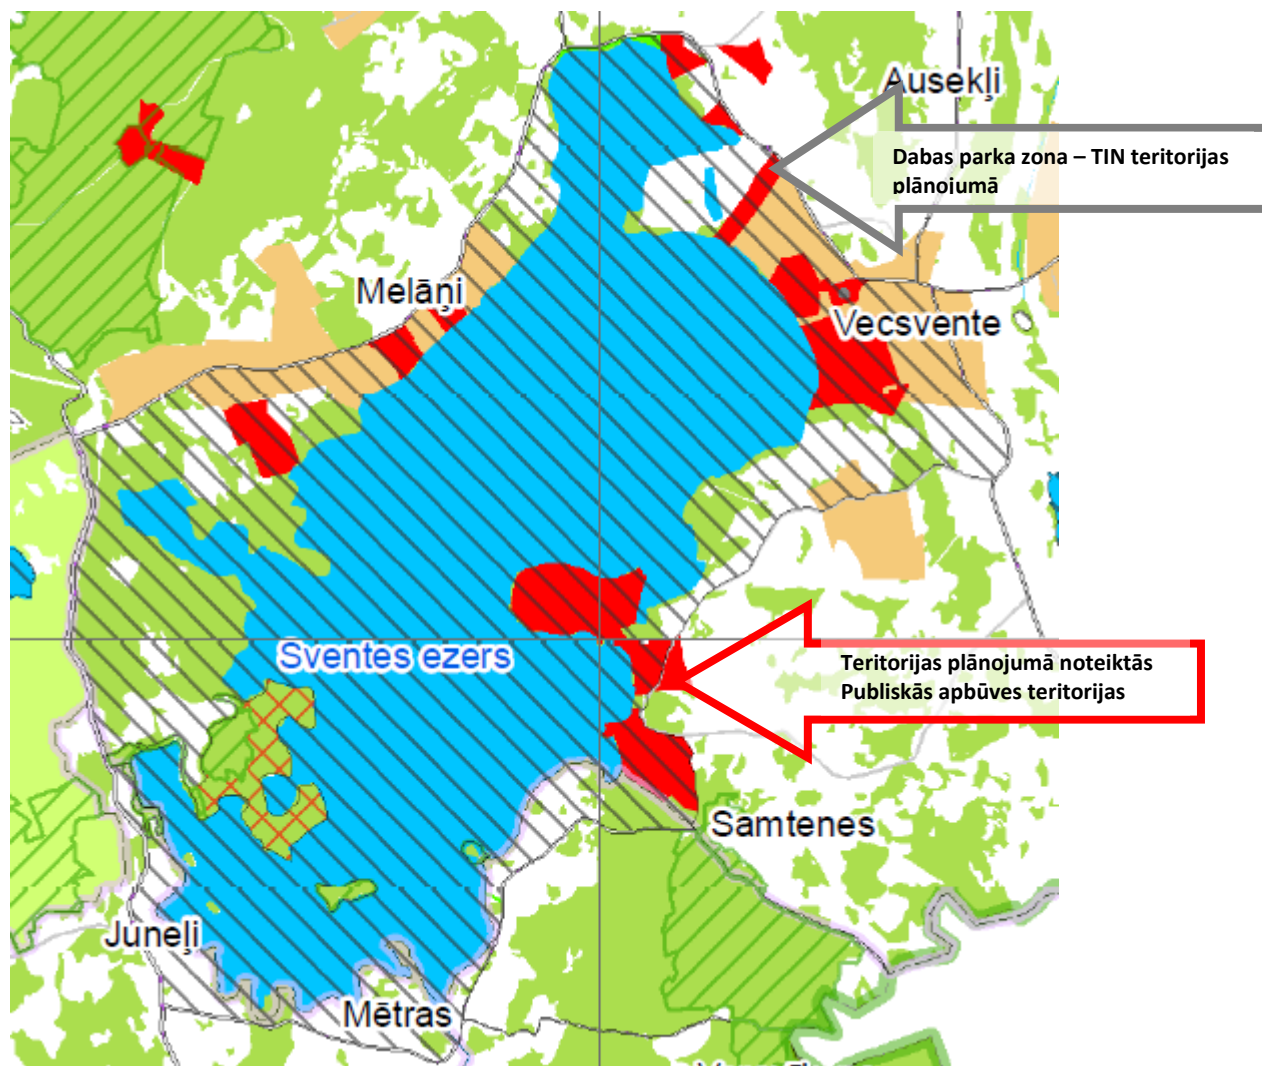 Ausekļi
Dabas parka zona – TIN teritorijas
plānojumā
Melāņi
Vecsvente
Sventes ezers
Teritorijas plānojumā noteiktās
Publiskās apbūves teritorijas
Samtenes
Juneļi
Mētras